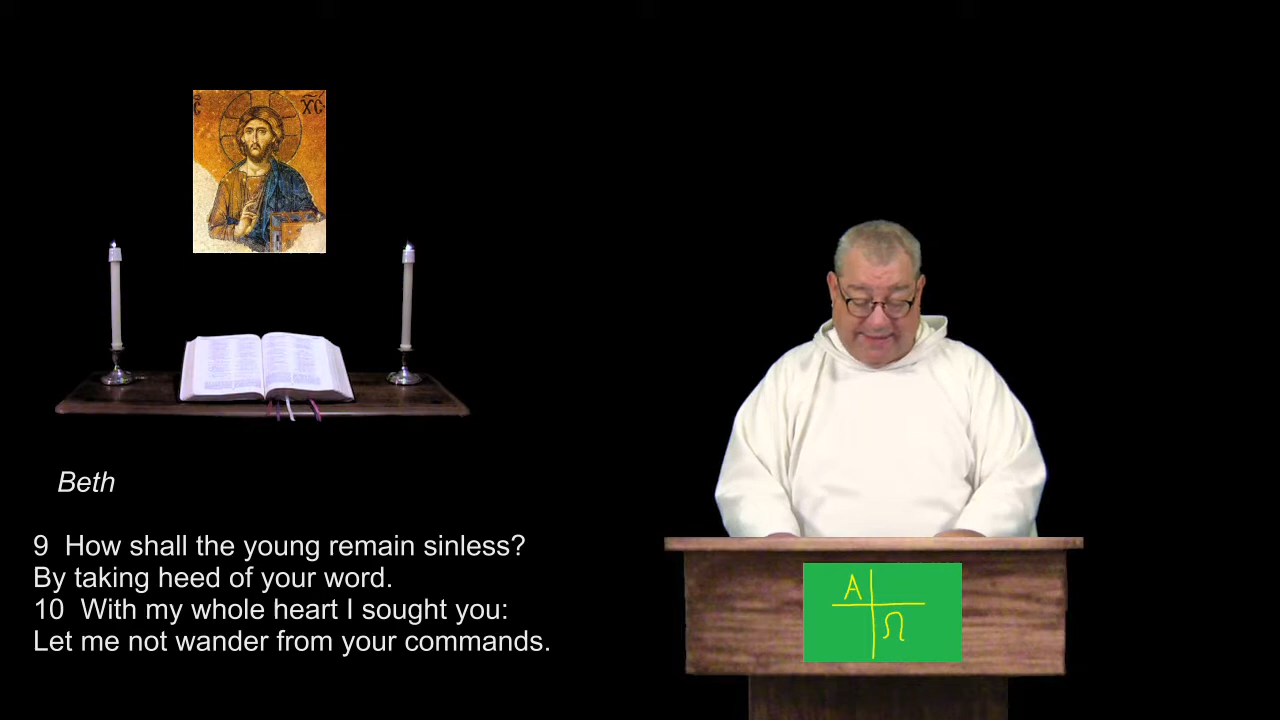 C ΧC
Beth
9 How shall the young remain sinless?
By taking heed of your word.
10 With my whole heart I sought you:
Let me not wander from your commands.
A
Ω